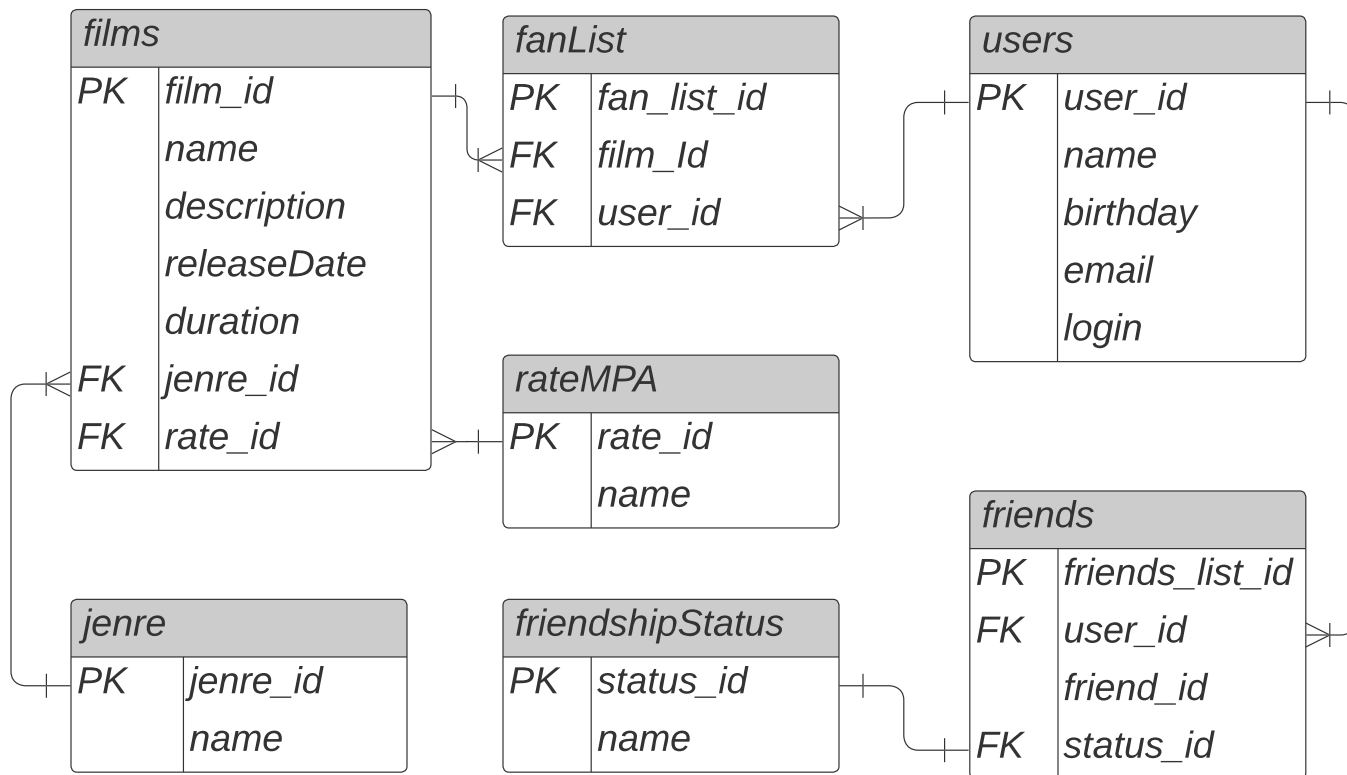 films
PK film_id
name
description
releaseDate
duration
FK jenre_id
FK rate_id
fanList
PK fan_list_id
FK film_Id
FK user_id
users
PK user_id
name
birthday
email
login
rateMPA
PK rate_id
name
jenre
PK jenre_id
name
friendshipStatus
PK status_id
name
friends
PK friends_list_id
FK user_id
friend_id
FK status_id